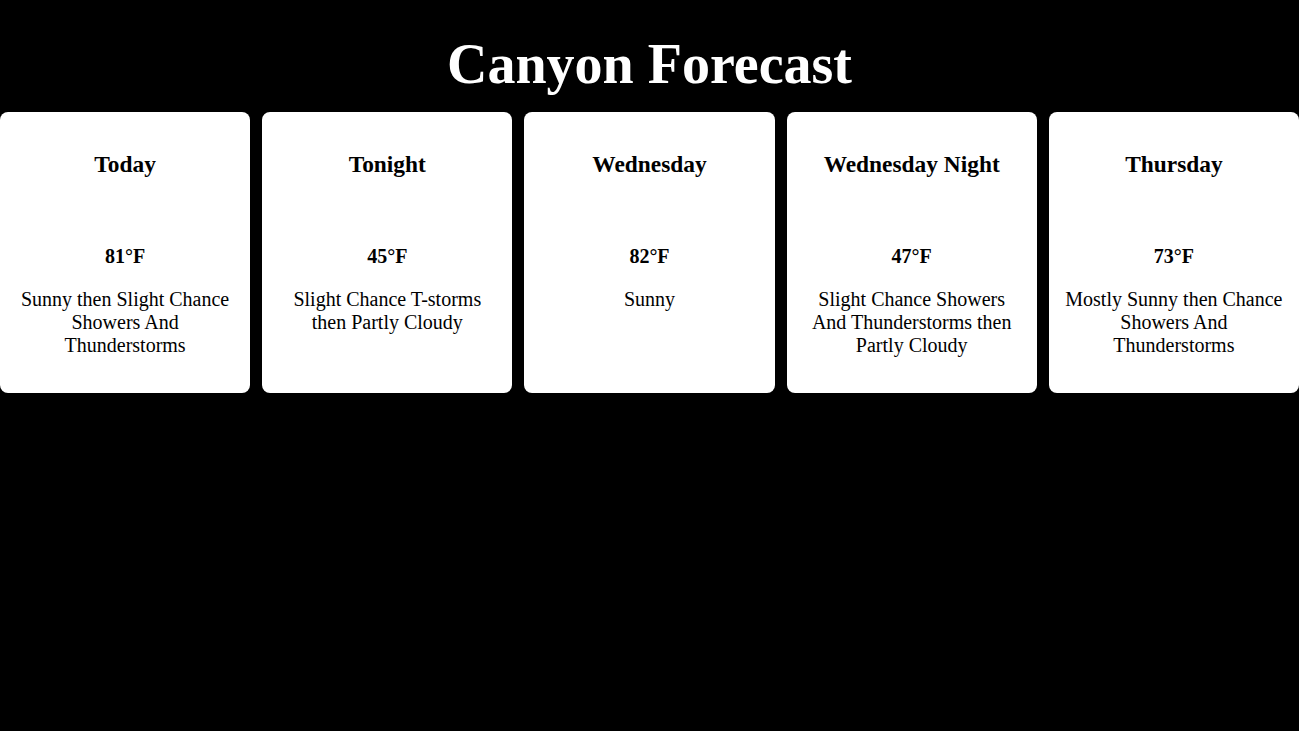 Canyon Forecast
Today
81°F
Sunny then Slight Chance
Showers And
Thunderstorms
Tonight
45°F
Slight Chance T-storms
then Partly Cloudy
Wednesday
82°F
Sunny
Wednesday Night
47°F
Slight Chance Showers
And Thunderstorms then
Partly Cloudy
Thursday
73°F
Mostly Sunny then Chance
Showers And
Thunderstorms